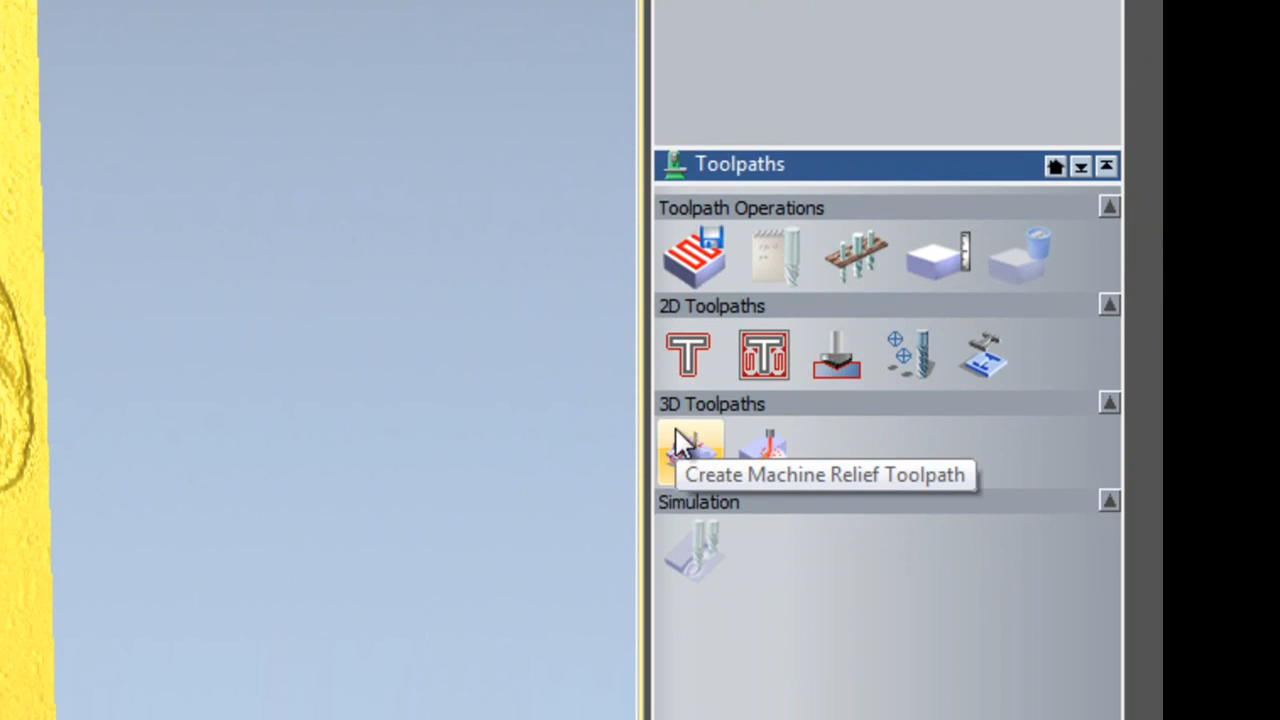 Toolpaths
Toolpath Operations
2D Toolpaths
3D Toolpaths
Create Machine Relief Toolpath
Simulation